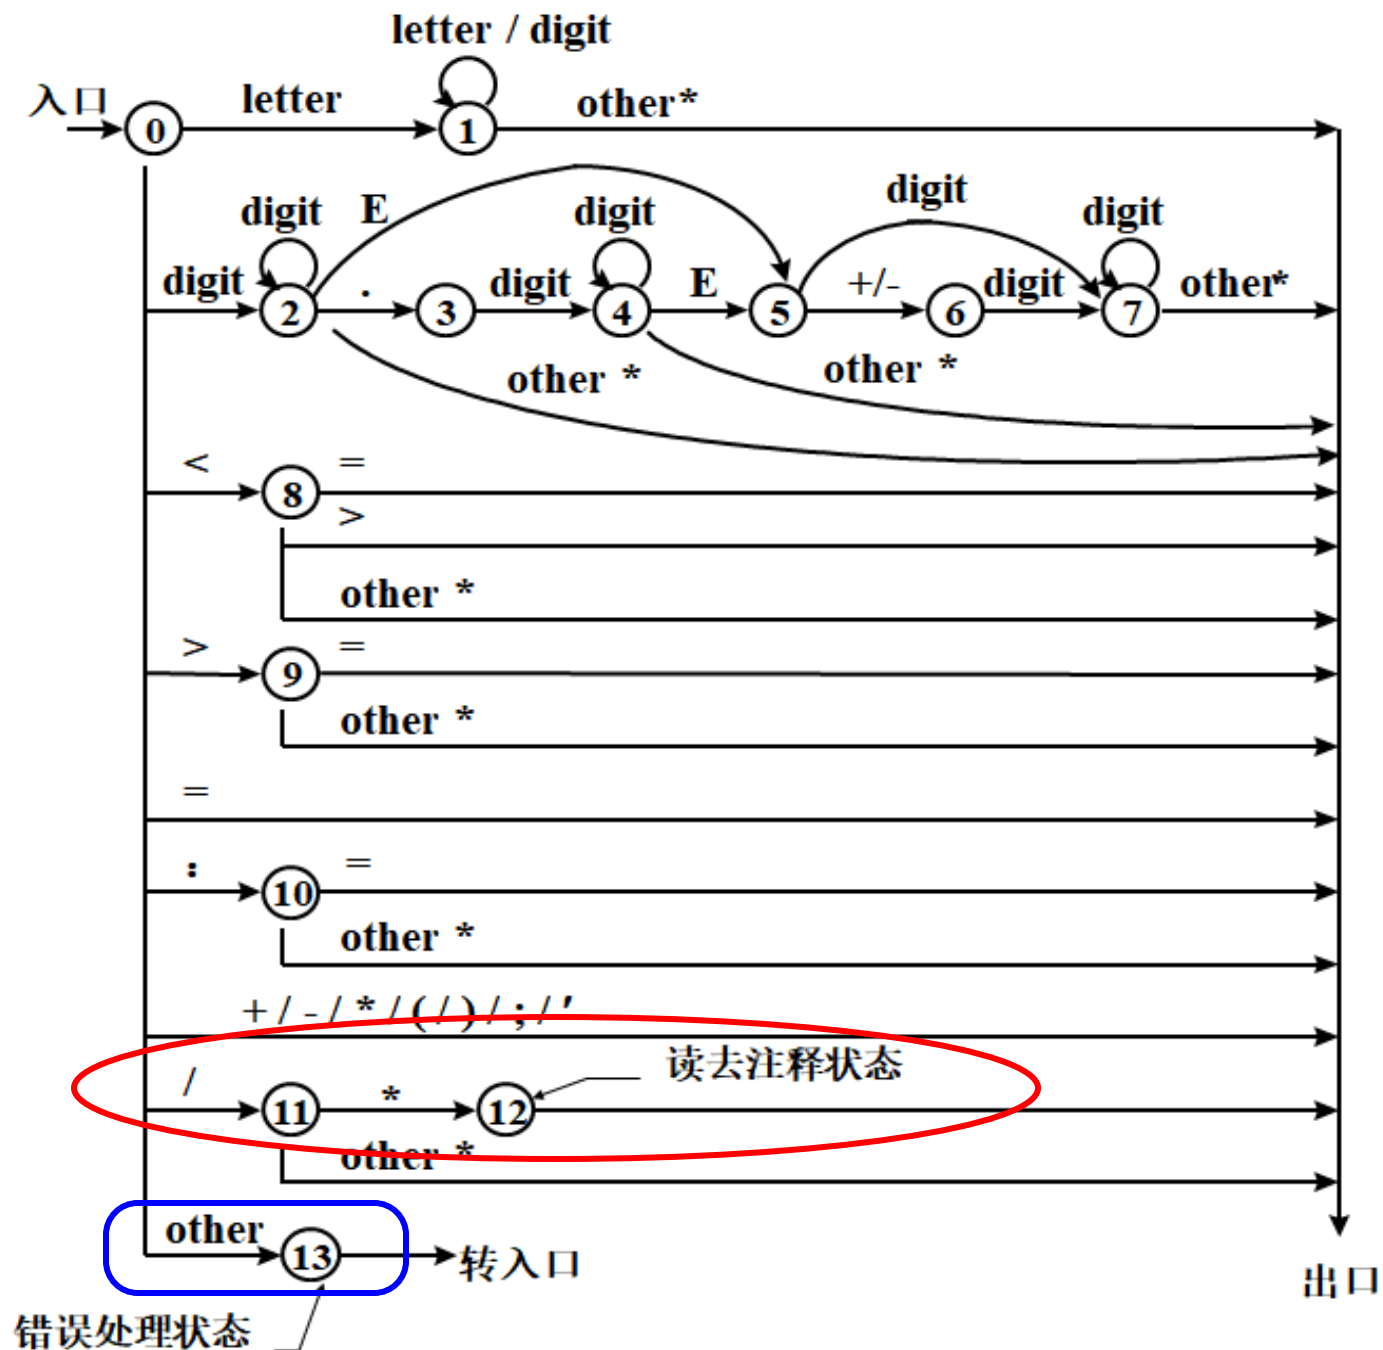 letter / digit
入口 0 letter 1 other*
digit E digit digit digit
digit 2 . 3 digit 4 E 5 +/- 6 digit 7 other*
other * other *
< 8 =
>
other *
> 9 =
other *
=
: 10 =
other *
+ / - / * / ( / ) / ; / ′
读去注释状态
/ 11 * 12
other *
other 13 转入口
出口
错误处理状态